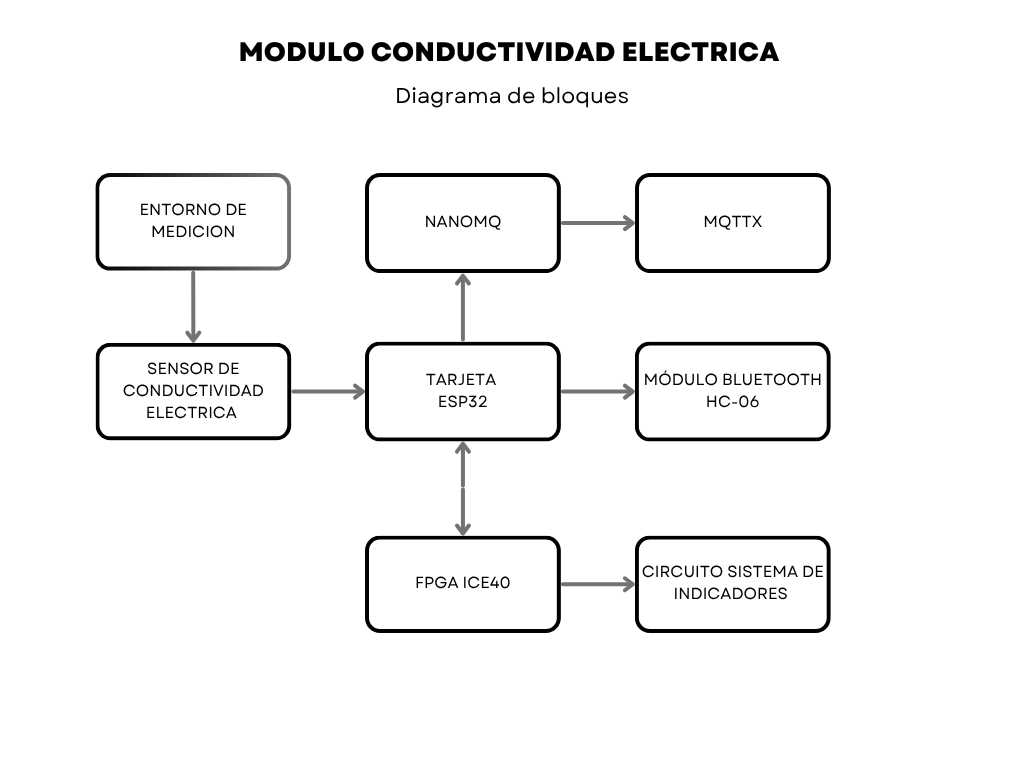 MODULO CONDUCTIVIDAD ELECTRICA
Diagrama de bloques
ENTORNO DE
MEDICION
NANOMQ
MQTTX
SENSOR DE
CONDUCTIVIDAD
ELECTRICA
TARJETA
ESP32
MÓDULO BLUETOOTH
HC-06
FPGA ICE40
CIRCUITO SISTEMA DE
INDICADORES